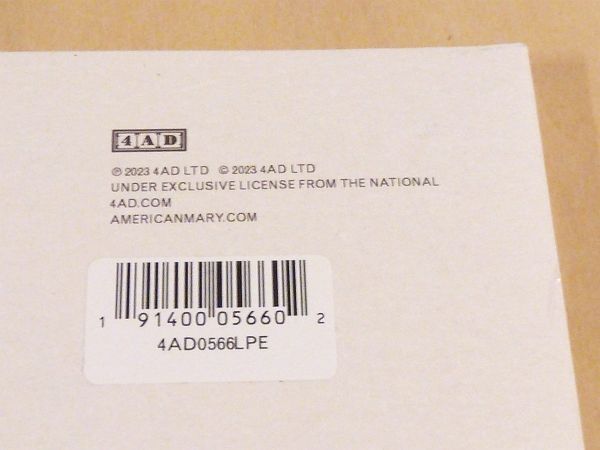 4AD
℗ 2023 4AD LTD © 2023 4AD LTD
UNDER EXCLUSIVE LICENSE FROM THE NATIONAL
4AD.COM
AMERICANMARY.COM
1 91400 05660 2
4AD0566LPE